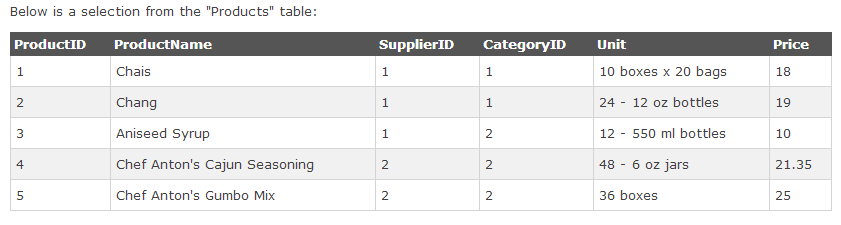 Below is a selection from the "Products" table:
ProductID ProductName SupplierID CategoryID Unit Price
1 Chais 1 1 10 boxes x 20 bags 18
2 Chang 1 1 24 - 12 oz bottles 19
3 Aniseed Syrup 1 2 12 - 550 ml bottles 10
4 Chef Anton's Cajun Seasoning 2 2 48 - 6 oz jars 21.35
5 Chef Anton's Gumbo Mix 2 2 36 boxes 25